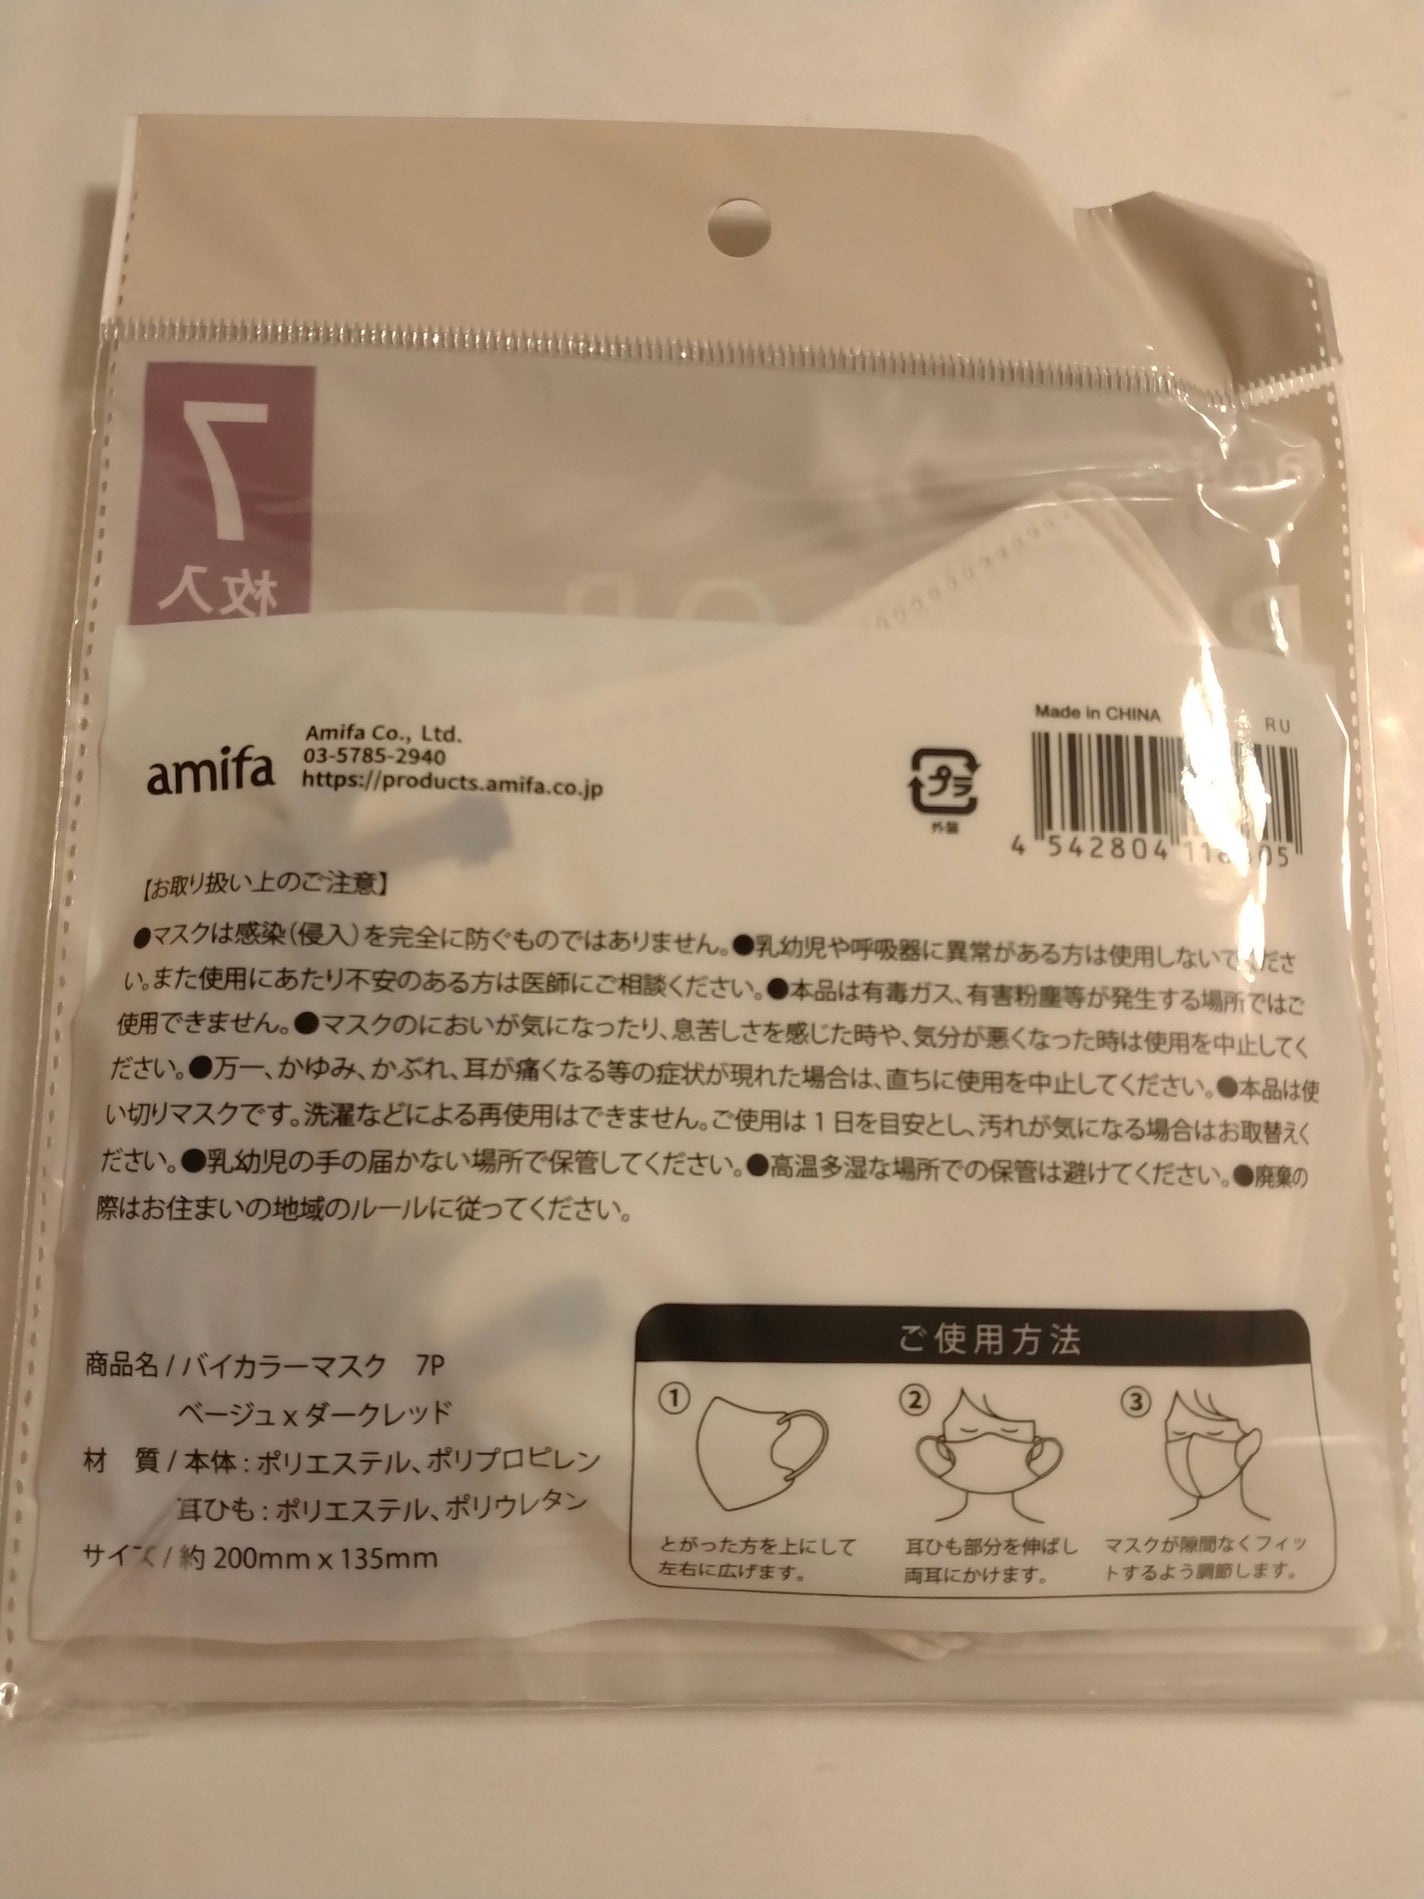 7
枚入
amifa
Amifa Co., Ltd.
03-5785-2940
https://products.amifa.co.jp
プラ
外装
Made in CHINA
RU
4 542804
【お取り扱い上のご注意】
●マスクは感染(侵入)を完全に防ぐものではありません。●乳幼児や呼吸器に異常がある方は使用しないでくださ
い。また使用にあたり不安のある方は医師にご相談ください。●本品は有毒ガス、有害粉塵等が発生する場所ではご
使用できません。●マスクのにおいが気になったり、息苦しさを感じた時や、気分が悪くなった時は使用を中止してく
ださい。●万一、かゆみ、かぶれ、耳が痛くなる等の症状が現れた場合は、直ちに使用を中止してください。●本品は使
い切りマスクです。洗濯などによる再使用はできません。ご使用は1日を目安とし、汚れが気になる場合はお取替えく
ださい。●乳幼児の手の届かない場所で保管してください。●高温多湿な場所での保管は避けてください。●廃棄の
際はお住まいの地域のルールに従ってください。
商品名/バイカラーマスク 7P
ベージュxダークレッド
材 質/本体:ポリエステル、ポリプロピレン
耳ひも:ポリエステル、ポリウレタン
サイズ/約 200mm x 135mm
ご使用方法
①
とがった方を上にして
左右に広げます。
②
耳ひも部分を伸ばし
両耳にかけます。
③
マスクが隙間なくフィッ
トするよう調節します。